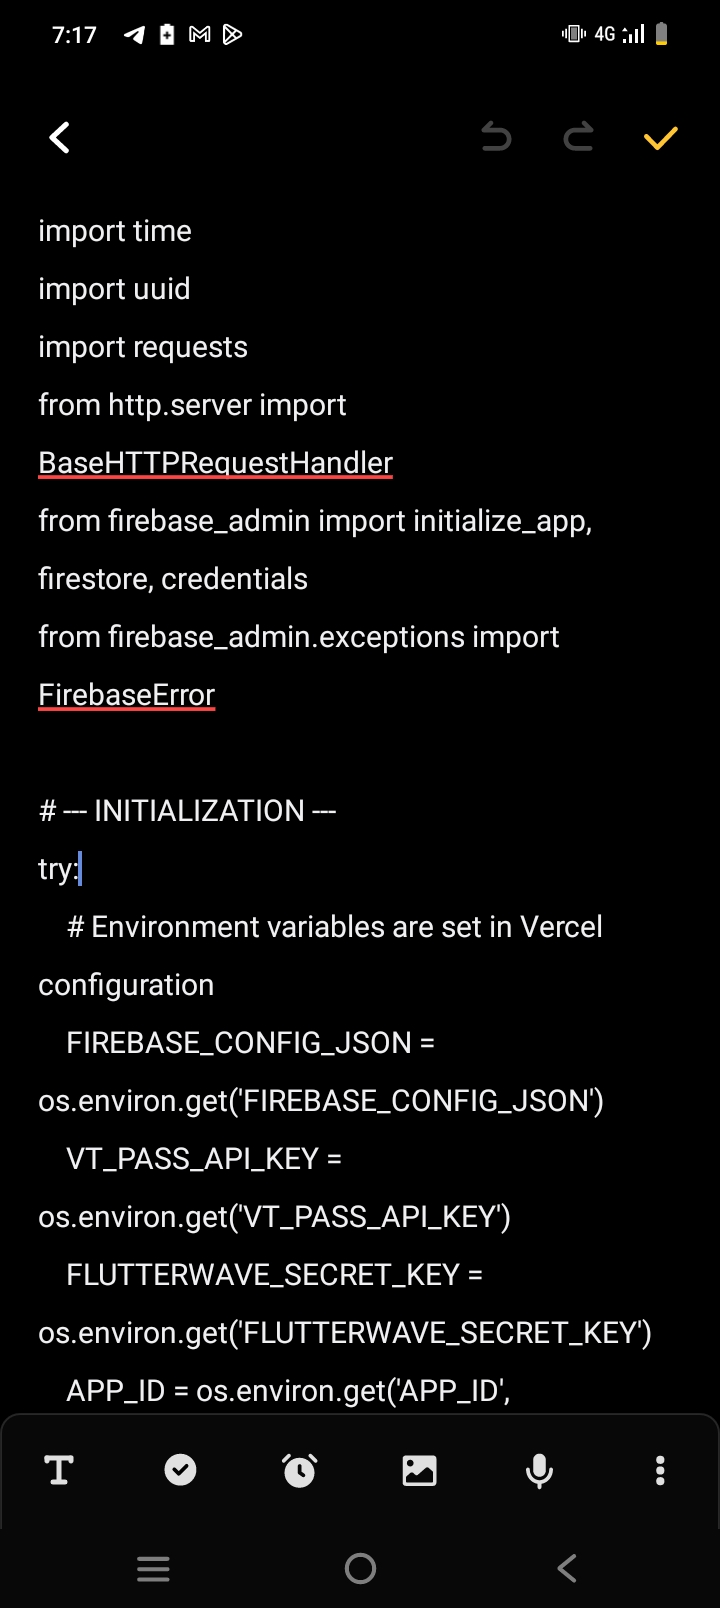 7:17
4G
import time
import uuid
import requests
from http.server import
BaseHTTPRequestHandler
from firebase_admin import initialize_app,
firestore, credentials
from firebase_admin.exceptions import
FirebaseError
# --- INITIALIZATION ---
try:
# Environment variables are set in Vercel
configuration
FIREBASE_CONFIG_JSON =
os.environ.get('FIREBASE_CONFIG_JSON')
VT_PASS_API_KEY =
os.environ.get('VT_PASS_API_KEY')
FLUTTERWAVE_SECRET_KEY =
os.environ.get('FLUTTERWAVE_SECRET_KEY')
APP_ID = os.environ.get('APP_ID',